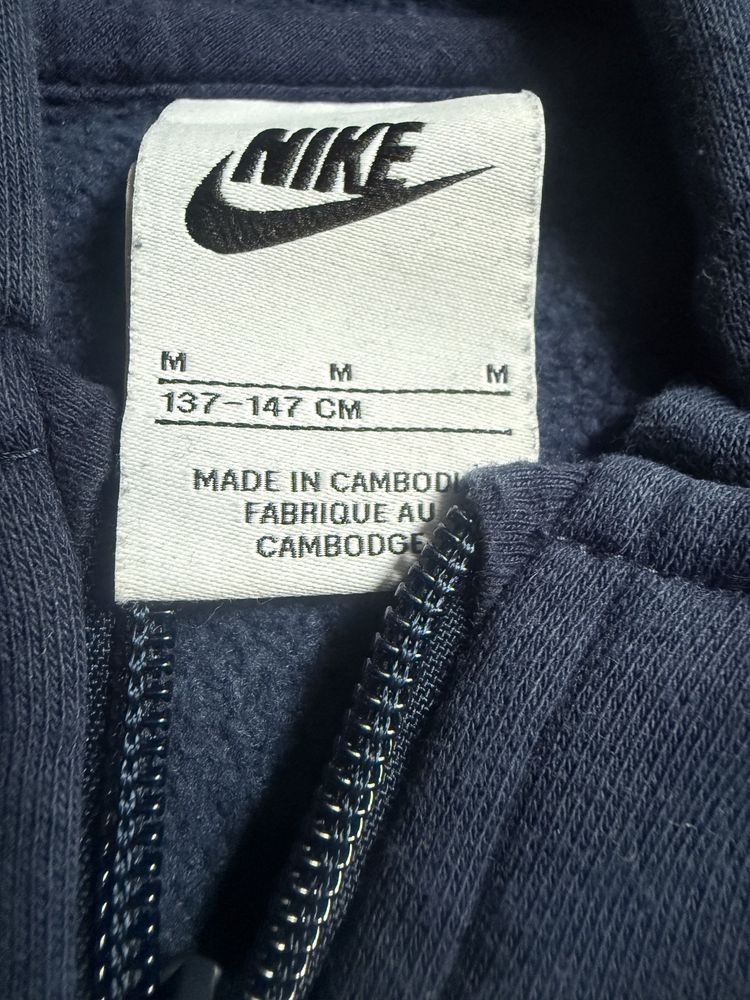 NIKE
M M M
137-147 CM
MADE IN CAMBODI
FABRIQUE AU
CAMBODGE